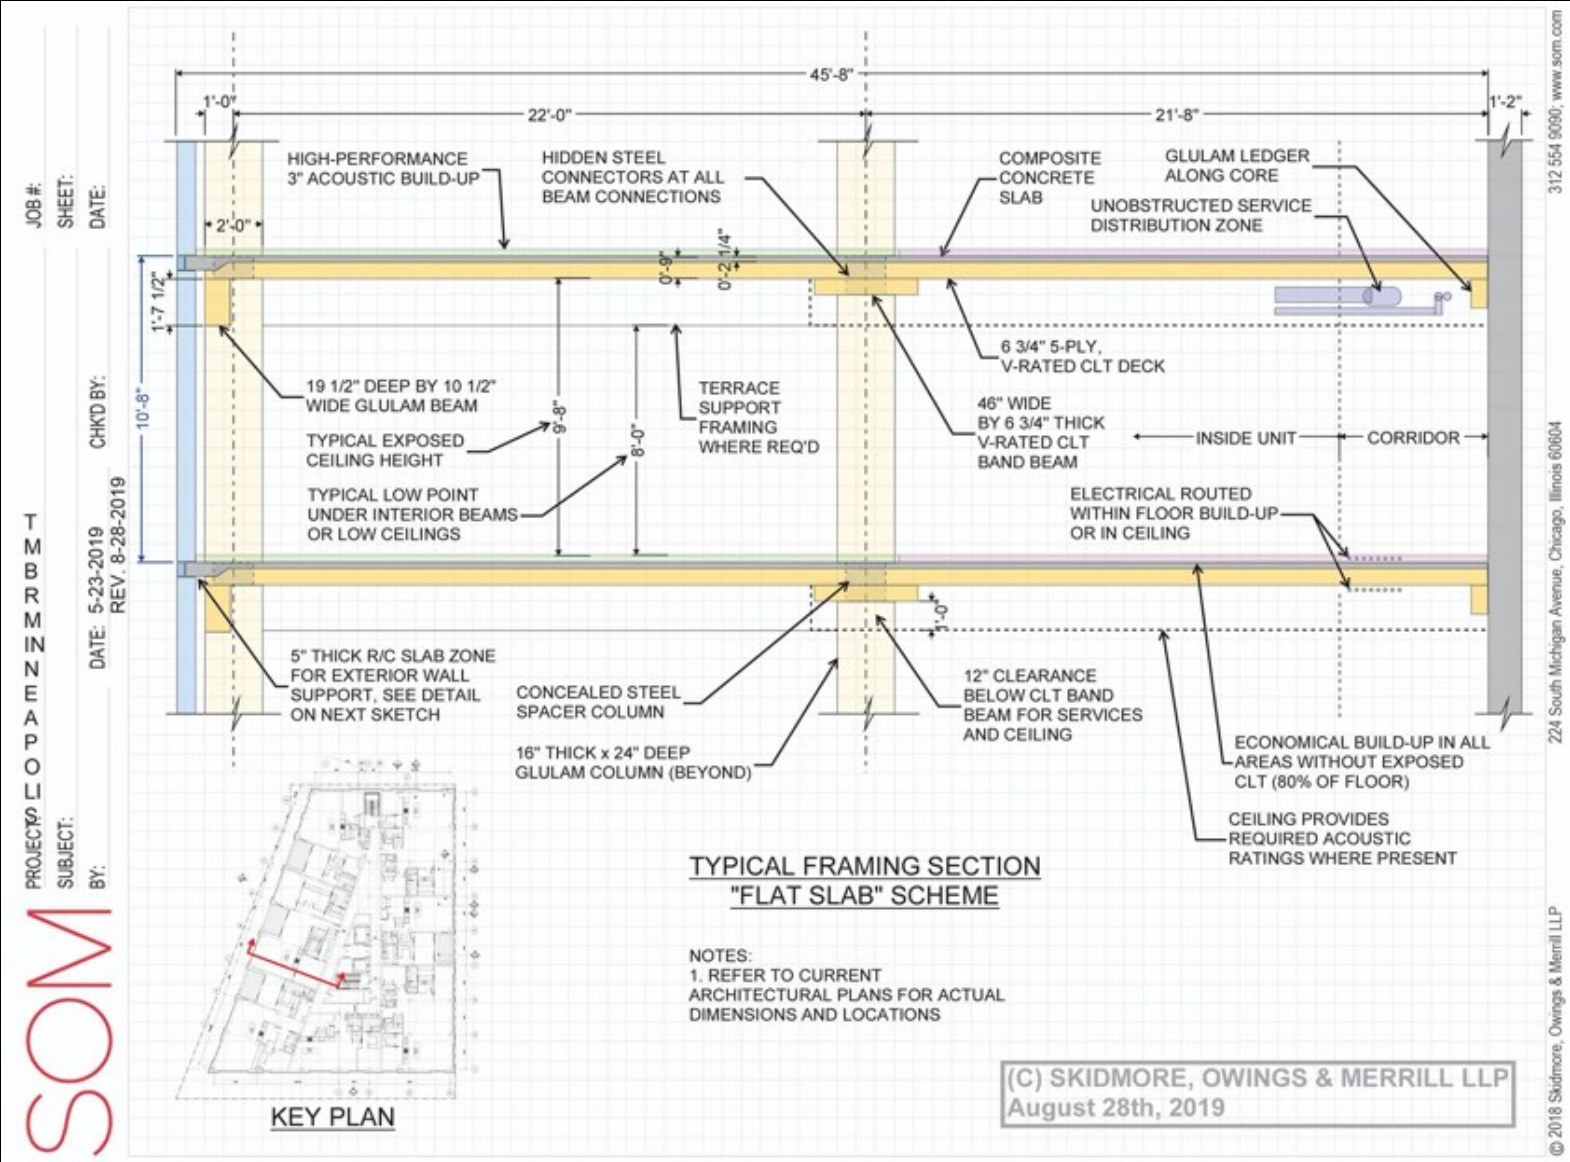 45'-8"
1'-0"
22'-0"
21'-8"
1'-2"
HIGH-PERFORMANCE
3" ACOUSTIC BUILD-UP
HIDDEN STEEL
CONNECTORS AT ALL
BEAM CONNECTIONS
COMPOSITE
CONCRETE
SLAB
GLULAM LEDGER
ALONG CORE
UNOBSTRUCTED SERVICE
DISTRIBUTION ZONE
2'-0"
0'-9"
0'-2 1/4"
1'-7 1/2"
10'-8"
19 1/2" DEEP BY 10 1/2"
WIDE GLULAM BEAM
TYPICAL EXPOSED
CEILING HEIGHT
9'-8"
TYPICAL LOW POINT
UNDER INTERIOR BEAMS
OR LOW CEILINGS
8'-0"
TERRACE
SUPPORT
FRAMING
WHERE REQ'D
6 3/4" 5-PLY,
V-RATED CLT DECK
46" WIDE
BY 6 3/4" THICK
V-RATED CLT
BAND BEAM
INSIDE UNIT
CORRIDOR
ELECTRICAL ROUTED
WITHIN FLOOR BUILD-UP
OR IN CEILING
1'-0"
5" THICK R/C SLAB ZONE
FOR EXTERIOR WALL
SUPPORT, SEE DETAIL
ON NEXT SKETCH
CONCEALED STEEL
SPACER COLUMN
16" THICK x 24" DEEP
GLULAM COLUMN (BEYOND)
12" CLEARANCE
BELOW CLT BAND
BEAM FOR SERVICES
AND CEILING
ECONOMICAL BUILD-UP IN ALL
AREAS WITHOUT EXPOSED
CLT (80% OF FLOOR)
CEILING PROVIDES
REQUIRED ACOUSTIC
RATINGS WHERE PRESENT
TYPICAL FRAMING SECTION
"FLAT SLAB" SCHEME
NOTES:
1. REFER TO CURRENT
ARCHITECTURAL PLANS FOR ACTUAL
DIMENSIONS AND LOCATIONS
KEY PLAN
(C) SKIDMORE, OWINGS & MERRILL LLP
August 28th, 2019
SOM
JOB #:
SHEET:
DATE:
CHK'D BY:
DATE: 5-23-2019
REV. 8-28-2019
PROJECT:
TMBRMINNEAPOLIS
SUBJECT:
BY:
312 554 9090; www.som.com
224 South Michigan Avenue, Chicago, Illinois 60604
© 2018 Skidmore, Owings & Merrill LLP